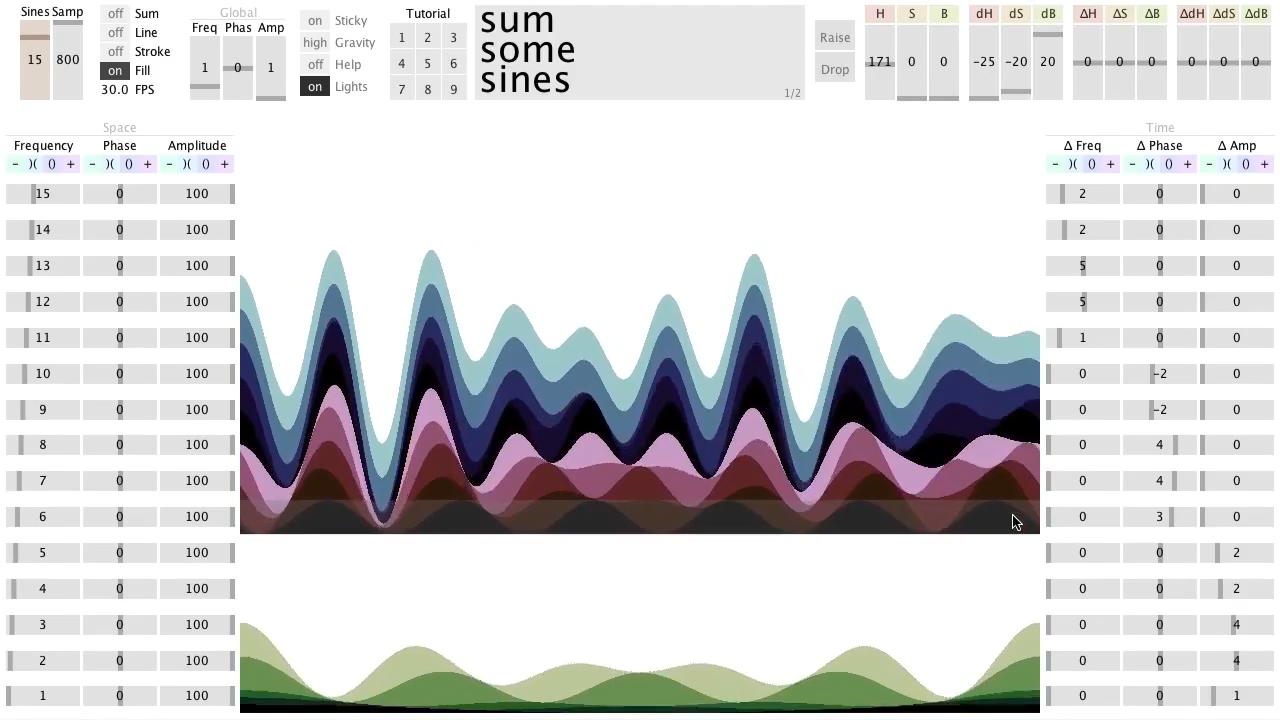 Sines Samp
15 800
off Sum
off Line
off Stroke
on Fill
30.0 FPS
Global
Freq Phas Amp
1 0 1
on Sticky
high Gravity
off Help
on Lights
Tutorial
1 2 3
4 5 6
7 8 9
sum
some
sines
1/2
Raise
Drop
H S B
171 0 0
dH dS dB
-25 -20 20
ΔH ΔS ΔB
0 0 0
ΔdH ΔdS ΔdB
0 0 0
Space
Frequency Phase Amplitude
- )( () + - )( () + - )( () +
15 0 100
14 0 100
13 0 100
12 0 100
11 0 100
10 0 100
9 0 100
8 0 100
7 0 100
6 0 100
5 0 100
4 0 100
3 0 100
2 0 100
1 0 100
Time
Δ Freq Δ Phase Δ Amp
- )( () + - )( () + - )( () +
2 0 0
2 0 0
5 0 0
5 0 0
1 0 0
0 -2 0
0 -2 0
0 4 0
0 4 0
0 3 0
0 0 2
0 0 2
0 0 4
0 0 4
0 0 1